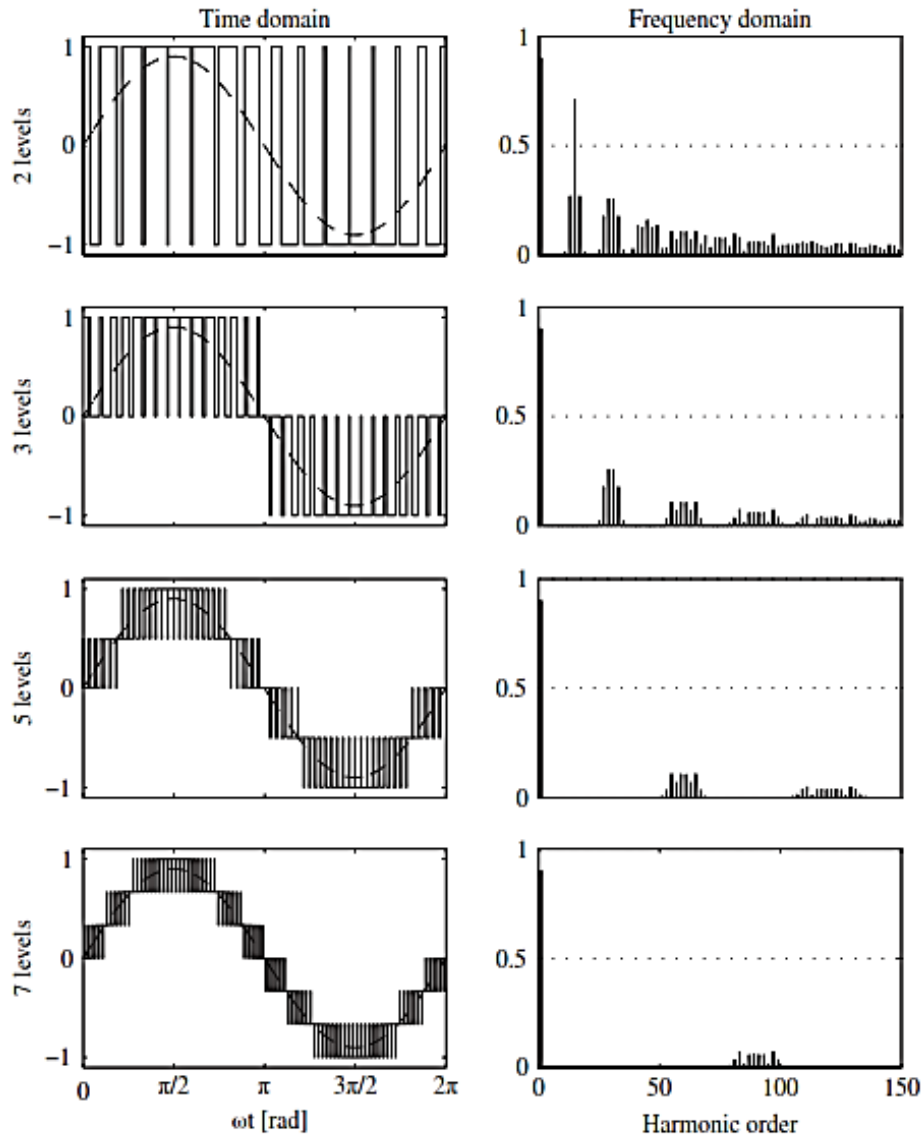 Time domain
Frequency domain
2 levels
1
0
−1
1
0.5
0
3 levels
1
0
−1
1
0.5
0
5 levels
1
0
−1
1
0.5
0
7 levels
1
0
−1
1
0.5
0
0 π/2 π 3π/2 2π
ωt [rad]
0 50 100 150
Harmonic order